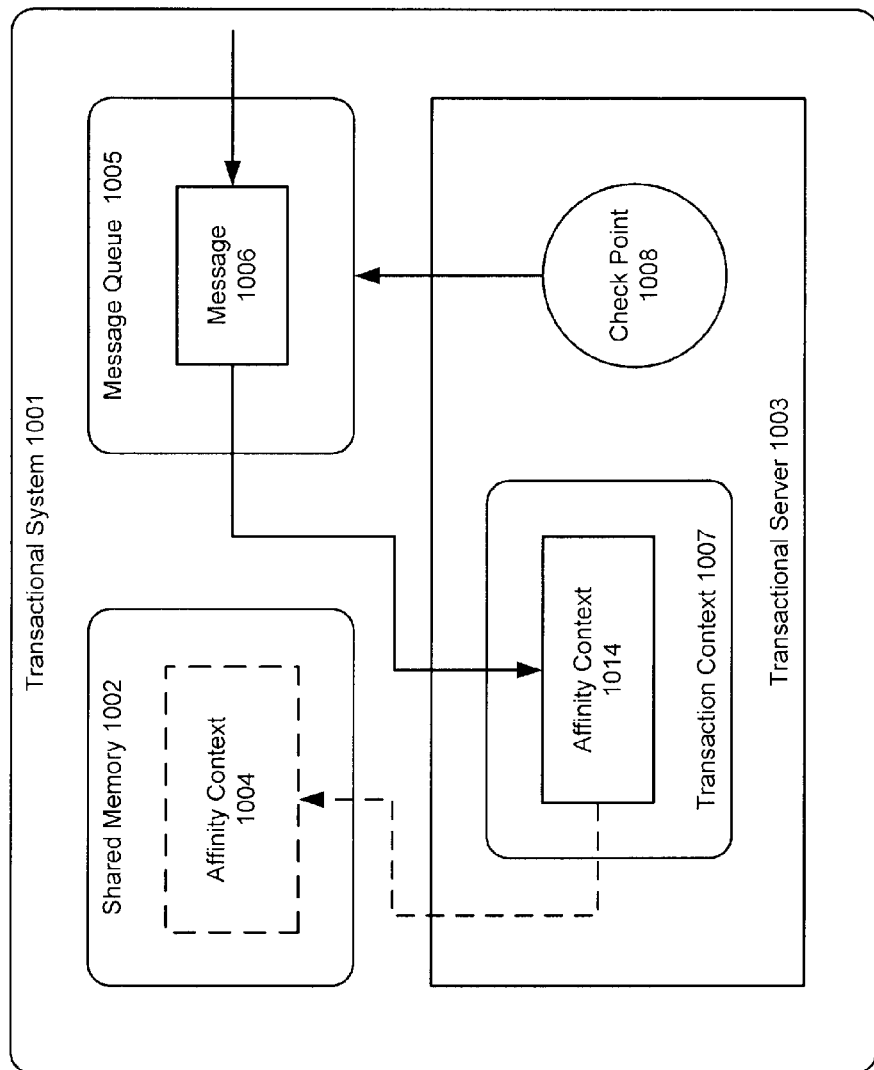 Transactional System 1001
Shared Memory 1002
Affinity Context
1004
Message Queue 1005
Message
1006
Affinity Context
1014
Transaction Context 1007
Check Point
1008
Transactional Server 1003